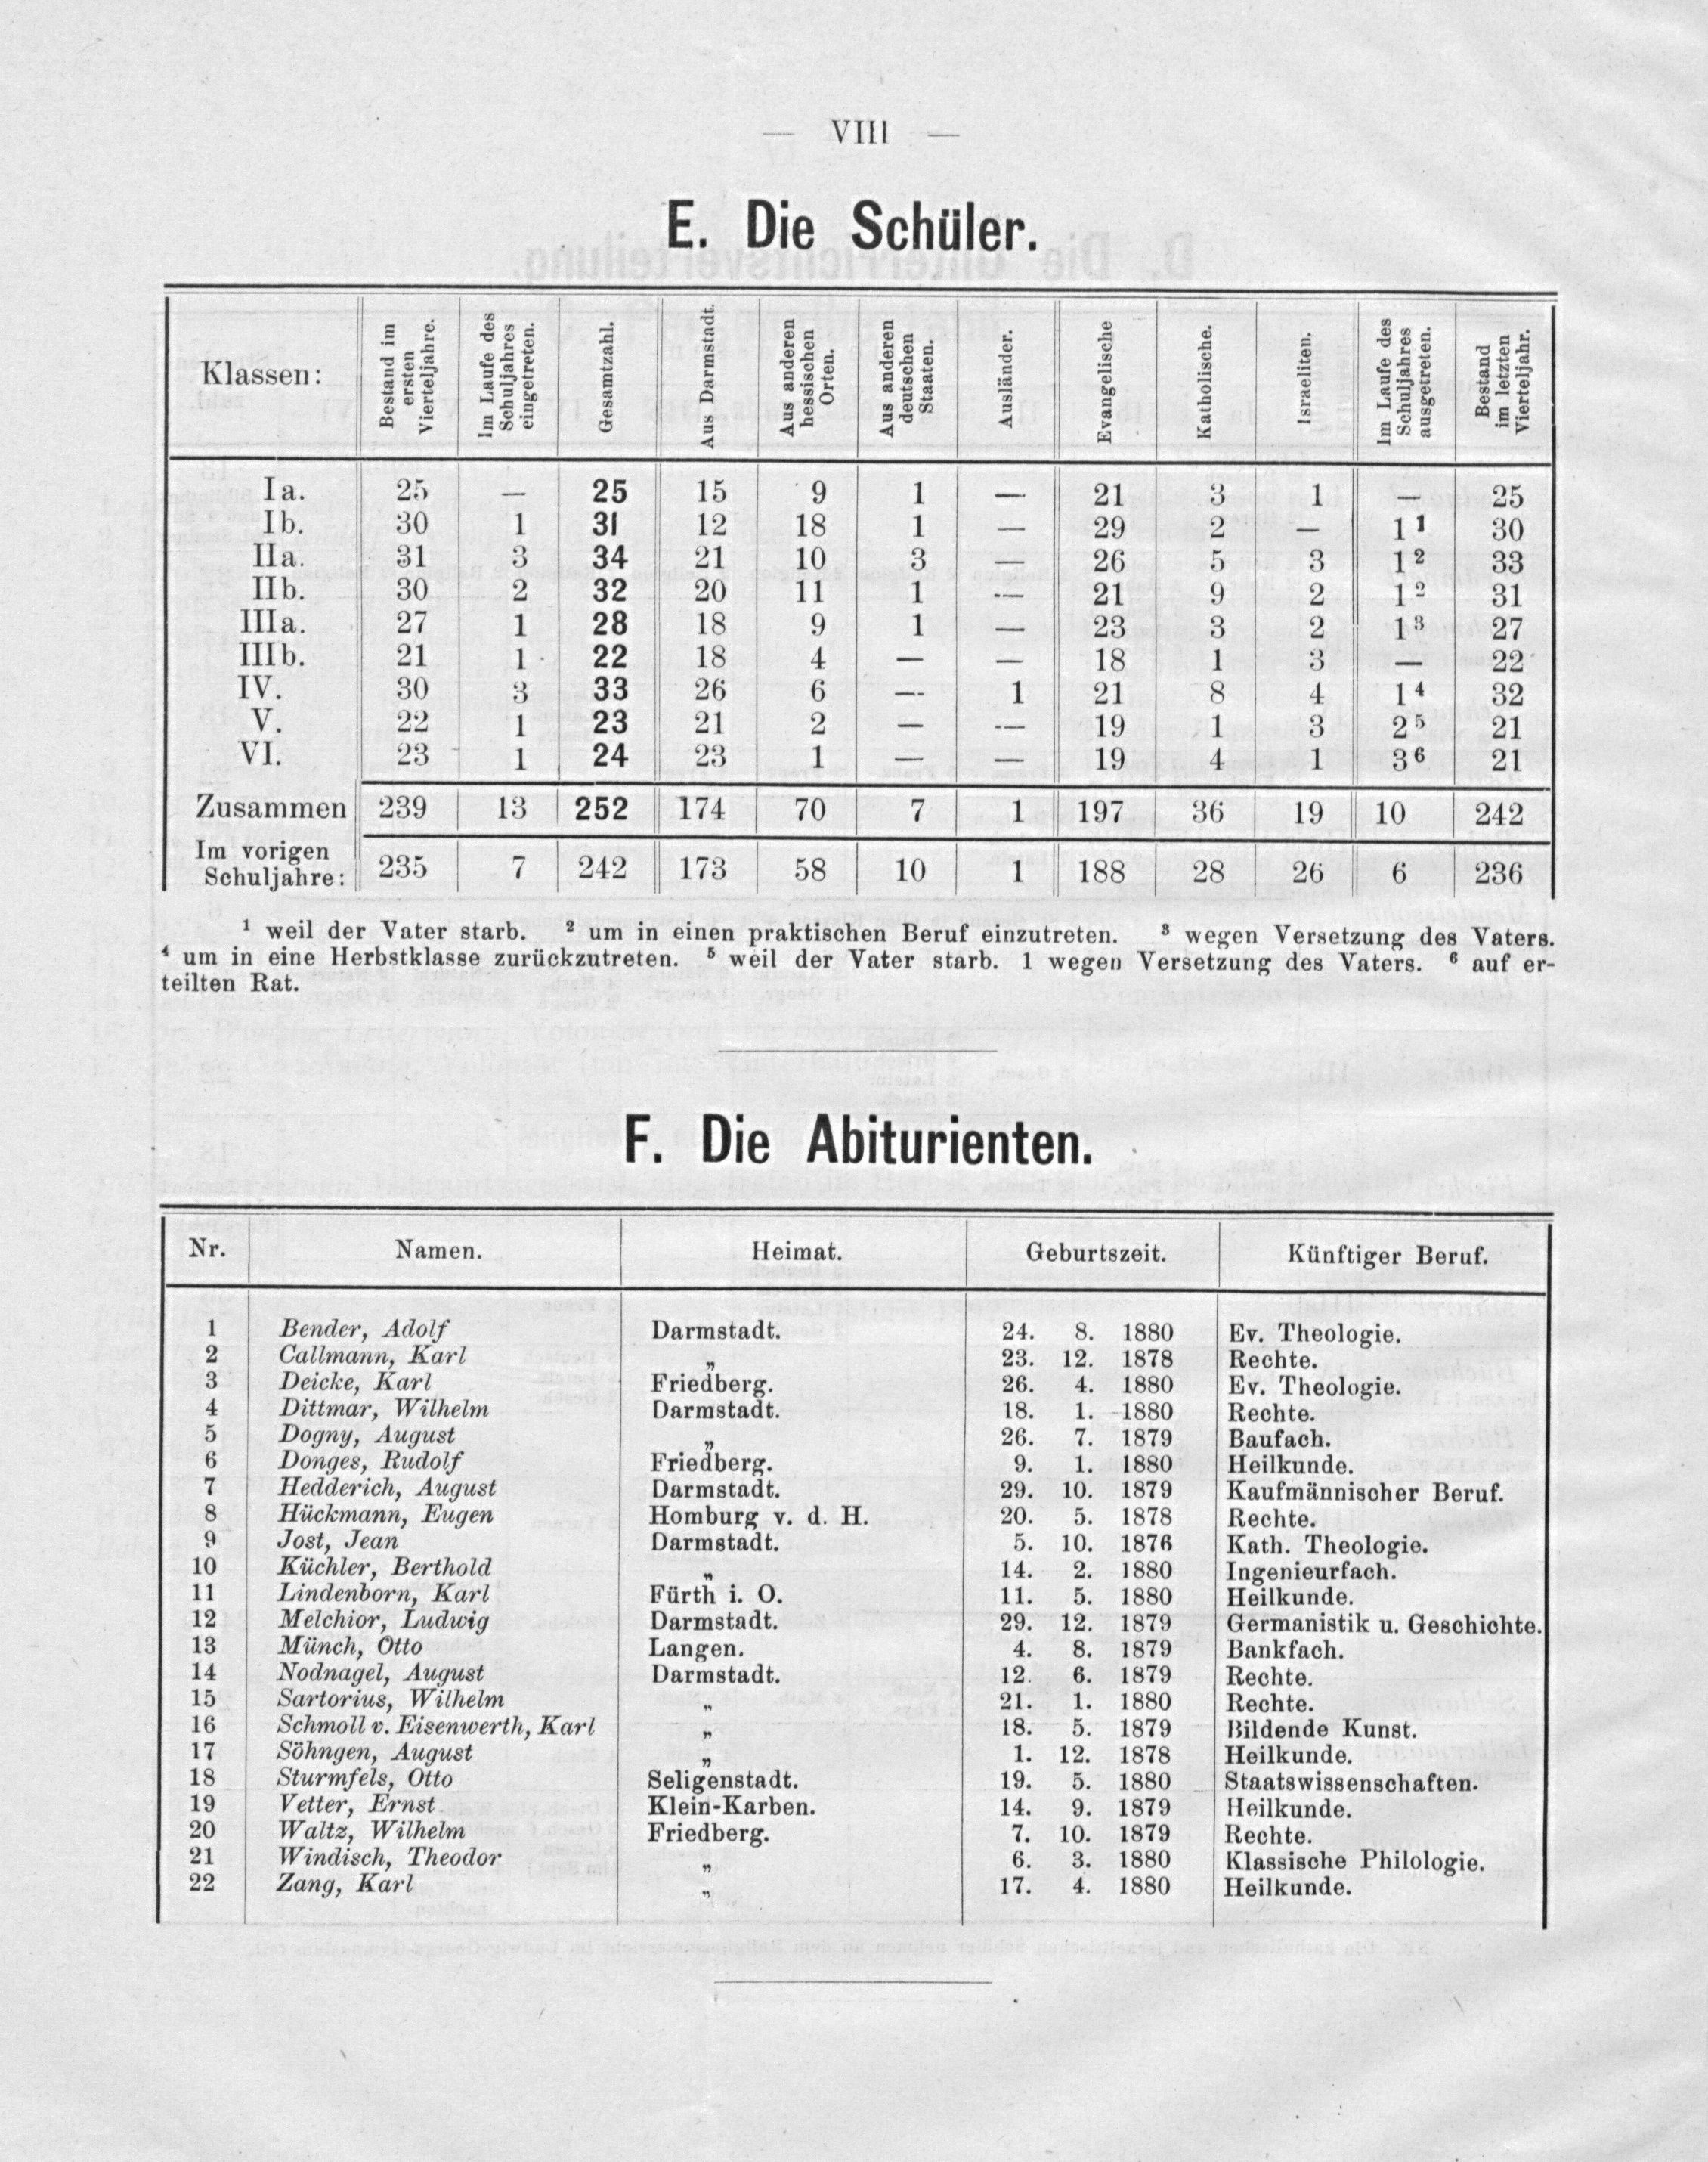 — VIII —
E. Die Schüler.
Klassen: Bestand im ersten Vierteljahre. Im Laufe des Schuljahres eingetreten. Gesamtzahl. Aus Darmstadt. Aus anderen hessischen Orten. Aus anderen deutschen Staaten. Ausländer. Evangelische Katholische. Israeliten. Im Laufe des Schuljahres ausgetreten. Bestand im letzten Vierteljahr.
Ia. 25 — 25 15 9 1 — 21 3 1 — 25
Ib. 30 1 31 12 18 1 — 29 2 — 1¹ 30
IIa. 31 3 34 21 10 3 — 26 5 3 1² 33
IIb. 30 2 32 20 11 1 — 21 9 2 1² 31
IIIa. 27 1 28 18 9 1 — 23 3 2 1³ 27
IIIb. 21 1 22 18 4 — — 18 1 3 — 22
IV. 30 3 33 26 6 — 1 21 8 4 1⁴ 32
V. 22 1 23 21 2 — — 19 1 3 2⁵ 21
VI. 23 1 24 23 1 — — 19 4 1 3⁶ 21
Zusammen 239 13 252 174 70 7 1 197 36 19 10 242
Im vorigen
Schuljahre: 235 7 242 173 58 10 1 188 28 26 6 236
¹ weil der Vater starb. ² um in einen praktischen Beruf einzutreten. ³ wegen Versetzung des Vaters.
⁴ um in eine Herbstklasse zurückzutreten. ⁵ weil der Vater starb. 1 wegen Versetzung des Vaters. ⁶ auf er-
teilten Rat.
F. Die Abiturienten.
Nr. Namen. Heimat. Geburtszeit. Künftiger Beruf.
1 Bender, Adolf Darmstadt. 24. 8. 1880 Ev. Theologie.
2 Callmann, Karl „ 23. 12. 1878 Rechte.
3 Deicke, Karl Friedberg. 26. 4. 1880 Ev. Theologie.
4 Dittmar, Wilhelm Darmstadt. 18. 1. 1880 Rechte.
5 Dogny, August „ 26. 7. 1879 Baufach.
6 Donges, Rudolf Friedberg. 9. 1. 1880 Heilkunde.
7 Hedderich, August Darmstadt. 29. 10. 1879 Kaufmännischer Beruf.
8 Hückmann, Eugen Homburg v. d. H. 20. 5. 1878 Rechte.
9 Jost, Jean Darmstadt. 5. 10. 1876 Kath. Theologie.
10 Küchler, Berthold „ 14. 2. 1880 Ingenieurfach.
11 Lindenborn, Karl Fürth i. O. 11. 5. 1880 Heilkunde.
12 Melchior, Ludwig Darmstadt. 29. 12. 1879 Germanistik u. Geschichte.
13 Münch, Otto Langen. 4. 8. 1879 Bankfach.
14 Nodnagel, August Darmstadt. 12. 6. 1879 Rechte.
15 Sartorius, Wilhelm „ 21. 1. 1880 Rechte.
16 Schmoll v. Eisenwerth, Karl „ 18. 5. 1879 Bildende Kunst.
17 Söhngen, August „ 1. 12. 1878 Heilkunde.
18 Sturmfels, Otto Seligenstadt. 19. 5. 1880 Staatswissenschaften.
19 Vetter, Ernst Klein-Karben. 14. 9. 1879 Heilkunde.
20 Waltz, Wilhelm Friedberg. 7. 10. 1879 Rechte.
21 Windisch, Theodor „ 6. 3. 1880 Klassische Philologie.
22 Zang, Karl „ 17. 4. 1880 Heilkunde.